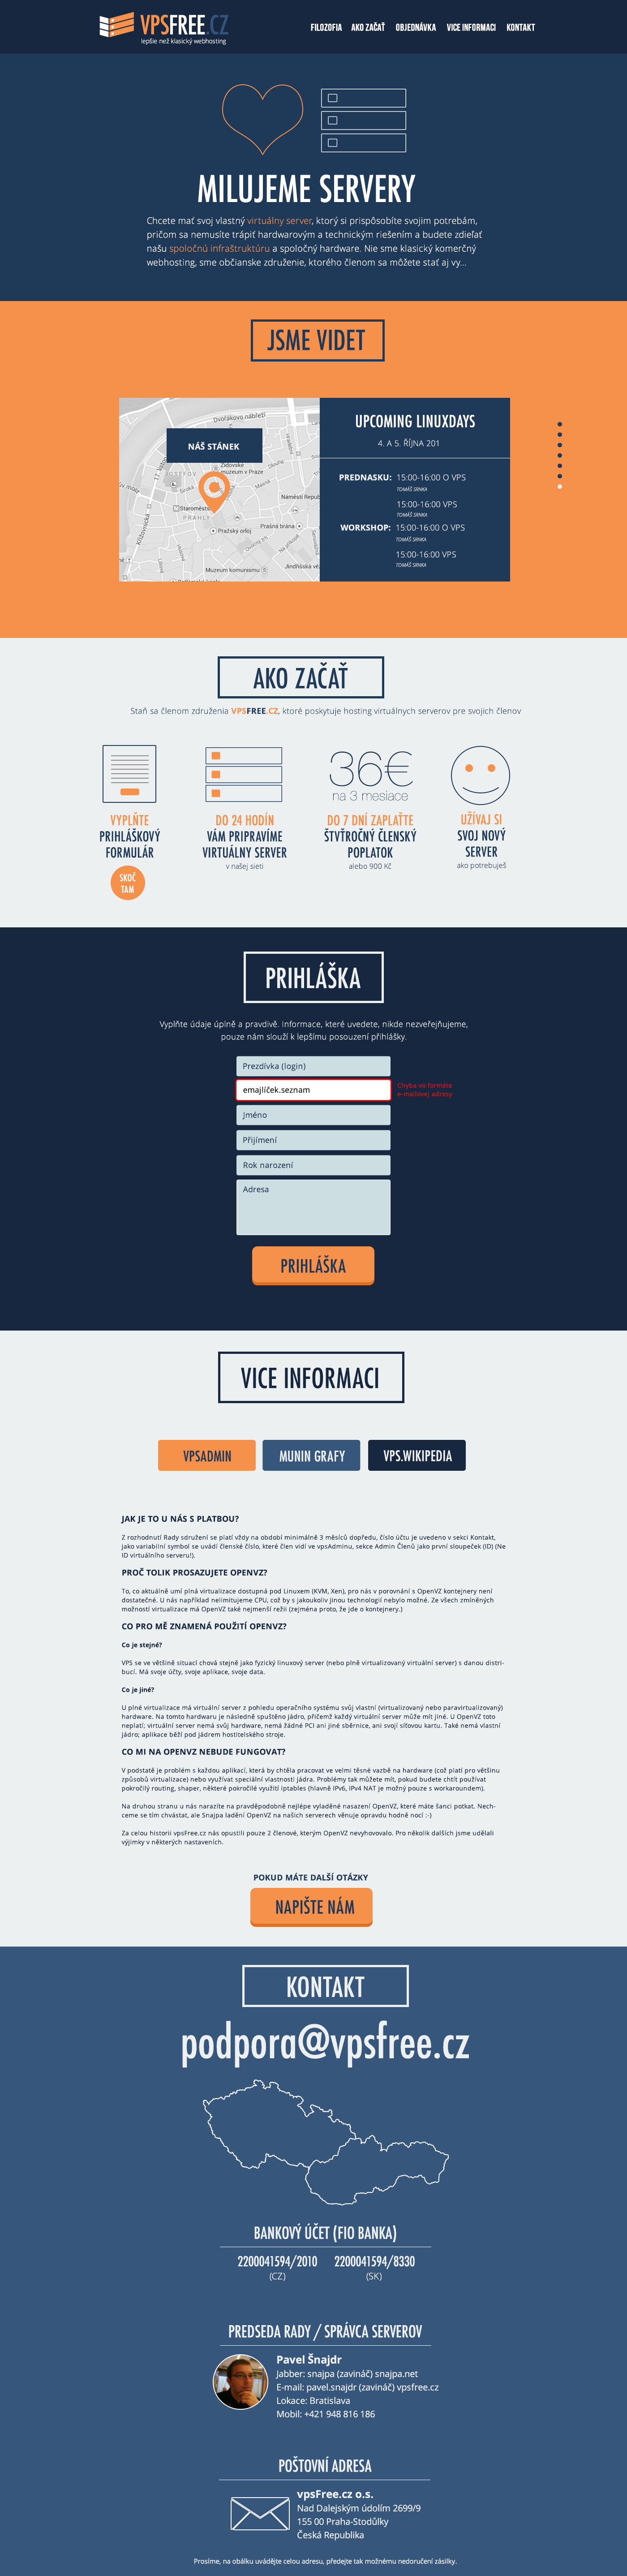 VPSFREE.CZ
lepšie než klasický webhosting
FILOZOFIA AKO ZAČAŤ OBJEDNÁVKA VICE INFORMACI KONTAKT
MILUJEME SERVERY
Chcete mať svoj vlastný virtuálny server, ktorý si prispôsobíte svojim potrebám,
pričom sa nemusíte trápiť hardwarovým a technickým riešením a budete zdieľať
našu spoločnú infraštruktúru a spoločný hardware. Nie sme klasický komerčný
webhosting, sme občianske združenie, ktorého členom sa môžete stať aj vy...
JSME VIDET
Dvořákovo nábřeží
17. listopadu
NÁŠ STÁNEK
JOSEFOV
Židovské
muzeum v Praze
Masná
Staroměstská
Křižovnická
PRAHA 1
Náměstí Repub
Prašná brána
Pražský orloj
Celetná
Muzeum komunismu
Jindřišská věž
UPCOMING LINUXDAYS
4. A 5. ŘÍJNA 201
PREDNASKU: 15:00-16:00 O VPS
TOMÁŠ SRNKA
15:00-16:00 VPS
TOMÁŠ SRNKA
WORKSHOP: 15:00-16:00 O VPS
TOMÁŠ SRNKA
15:00-16:00 VPS
TOMÁŠ SRNKA
AKO ZAČAŤ
Staň sa členom združenia VPSFREE.CZ, ktoré poskytuje hosting virtuálnych serverov pre svojich členov
VYPLŇTE
PRIHLÁŠKOVÝ
FORMULÁR
SKOČ
TAM
DO 24 HODÍN
VÁM PRIPRAVÍME
VIRTUÁLNY SERVER
v našej sieti
36€
na 3 mesiace
DO 7 DNÍ ZAPLAŤTE
ŠTVŤROČNÝ ČLENSKÝ
POPLATOK
alebo 900 Kč
UŽÍVAJ SI
SVOJ NOVÝ
SERVER
ako potrebuješ
PRIHLÁŠKA
Vyplňte údaje úplně a pravdivě. Informace, které uvedete, nikde nezveřejňujeme,
pouze nám slouží k lepšímu posouzení přihlášky.
Prezdívka (login)
emajlíček.seznam
Chyba vo formáte
e-mailovej adresy
Jméno
Přijímení
Rok narození
Adresa
PRIHLÁŠKA
VICE INFORMACI
VPSADMIN MUNIN GRAFY VPS.WIKIPEDIA
JAK JE TO U NÁS S PLATBOU?
Z rozhodnutí Rady sdružení se platí vždy na období minimálně 3 měsíců dopředu, číslo účtu je uvedeno v sekci Kontakt,
jako variabilní symbol se uvádí členské číslo, které člen vidí ve vpsAdminu, sekce Admin Členů jako první sloupeček (ID) (Ne
ID virtuálního serveru!).
PROČ TOLIK PROSAZUJETE OPENVZ?
To, co aktuálně umí plná virtualizace dostupná pod Linuxem (KVM, Xen), pro nás v porovnání s OpenVZ kontejnery není
dostatečné. U nás například nelimitujeme CPU, což by s jakoukoliv jinou technologií nebylo možné. Ze všech zmíněných
možností virtualizace má OpenVZ také nejmenší režii (zejména proto, že jde o kontejnery.)
CO PRO MĚ ZNAMENÁ POUŽITÍ OPENVZ?
Co je stejné?
VPS se ve většině situací chová stejně jako fyzický linuxový server (nebo plně virtualizovaný virtuální server) s danou distri-
bucí. Má svoje účty, svoje aplikace, svoje data.
Co je jiné?
U plné virtualizace má virtuální server z pohledu operačního systému svůj vlastní (virtualizovaný nebo paravirtualizovaný)
hardware. Na tomto hardwaru je následně spuštěno jádro, přičemž každý virtuální server může mít jiné. U OpenVZ toto
neplatí; virtuální server nemá svůj hardware, nemá žádné PCI ani jiné sběrnice, ani svojí síťovou kartu. Také nemá vlastní
jádro; aplikace běží pod jádrem hostitelského stroje.
CO MI NA OPENVZ NEBUDE FUNGOVAT?
V podstatě je problém s každou aplikací, která by chtěla pracovat ve velmi těsné vazbě na hardware (což platí pro většinu
způsobů virtualizace) nebo využívat speciální vlastnosti jádra. Problémy tak můžete mít, pokud budete chtít používat
pokročilý routing, shaper, některé pokročilé využití iptables (hlavně IPv6, IPv4 NAT je možný pouze s workaroundem).
Na druhou stranu u nás narazíte na pravděpodobně nejlépe vyladěné nasazení OpenVZ, které máte šanci potkat. Nech-
ceme se tím chvástat, ale Snajpa ladění OpenVZ na našich serverech věnuje opravdu hodně nocí :-)
Za celou historii vpsFree.cz nás opustili pouze 2 členové, kterým OpenVZ nevyhovovalo. Pro několik dalších jsme udělali
výjimky v některých nastaveních.
POKUD MÁTE DALŠÍ OTÁZKY
NAPIŠTE NÁM
KONTAKT
podpora@vpsfree.cz
BANKOVÝ ÚČET (FIO BANKA)
2200041594/2010 2200041594/8330
(CZ) (SK)
PREDSEDA RADY / SPRÁVCA SERVEROV
Pavel Šnajdr
Jabber: snajpa (zavináč) snajpa.net
E-mail: pavel.snajdr (zavináč) vpsfree.cz
Lokace: Bratislava
Mobil: +421 948 816 186
POŠTOVNÍ ADRESA
vpsFree.cz o.s.
Nad Dalejským údolím 2699/9
155 00 Praha-Stodůlky
Česká Republika
Prosíme, na obálku uvádějte celou adresu, předejte tak možnému nedoručení zásilky.